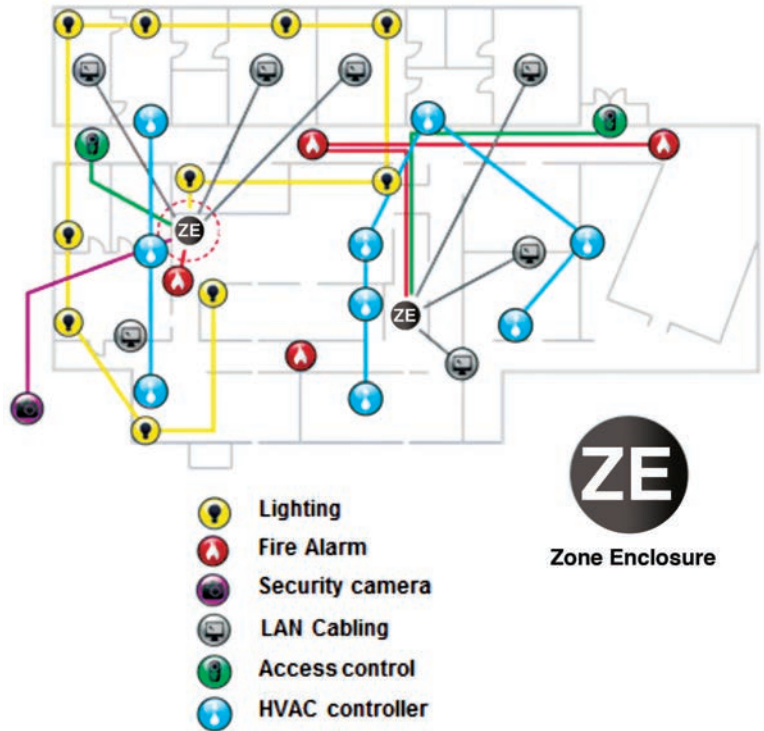 ZE
ZE
ZE
Zone Enclosure
Lighting
Fire Alarm
Security camera
LAN Cabling
Access control
HVAC controller